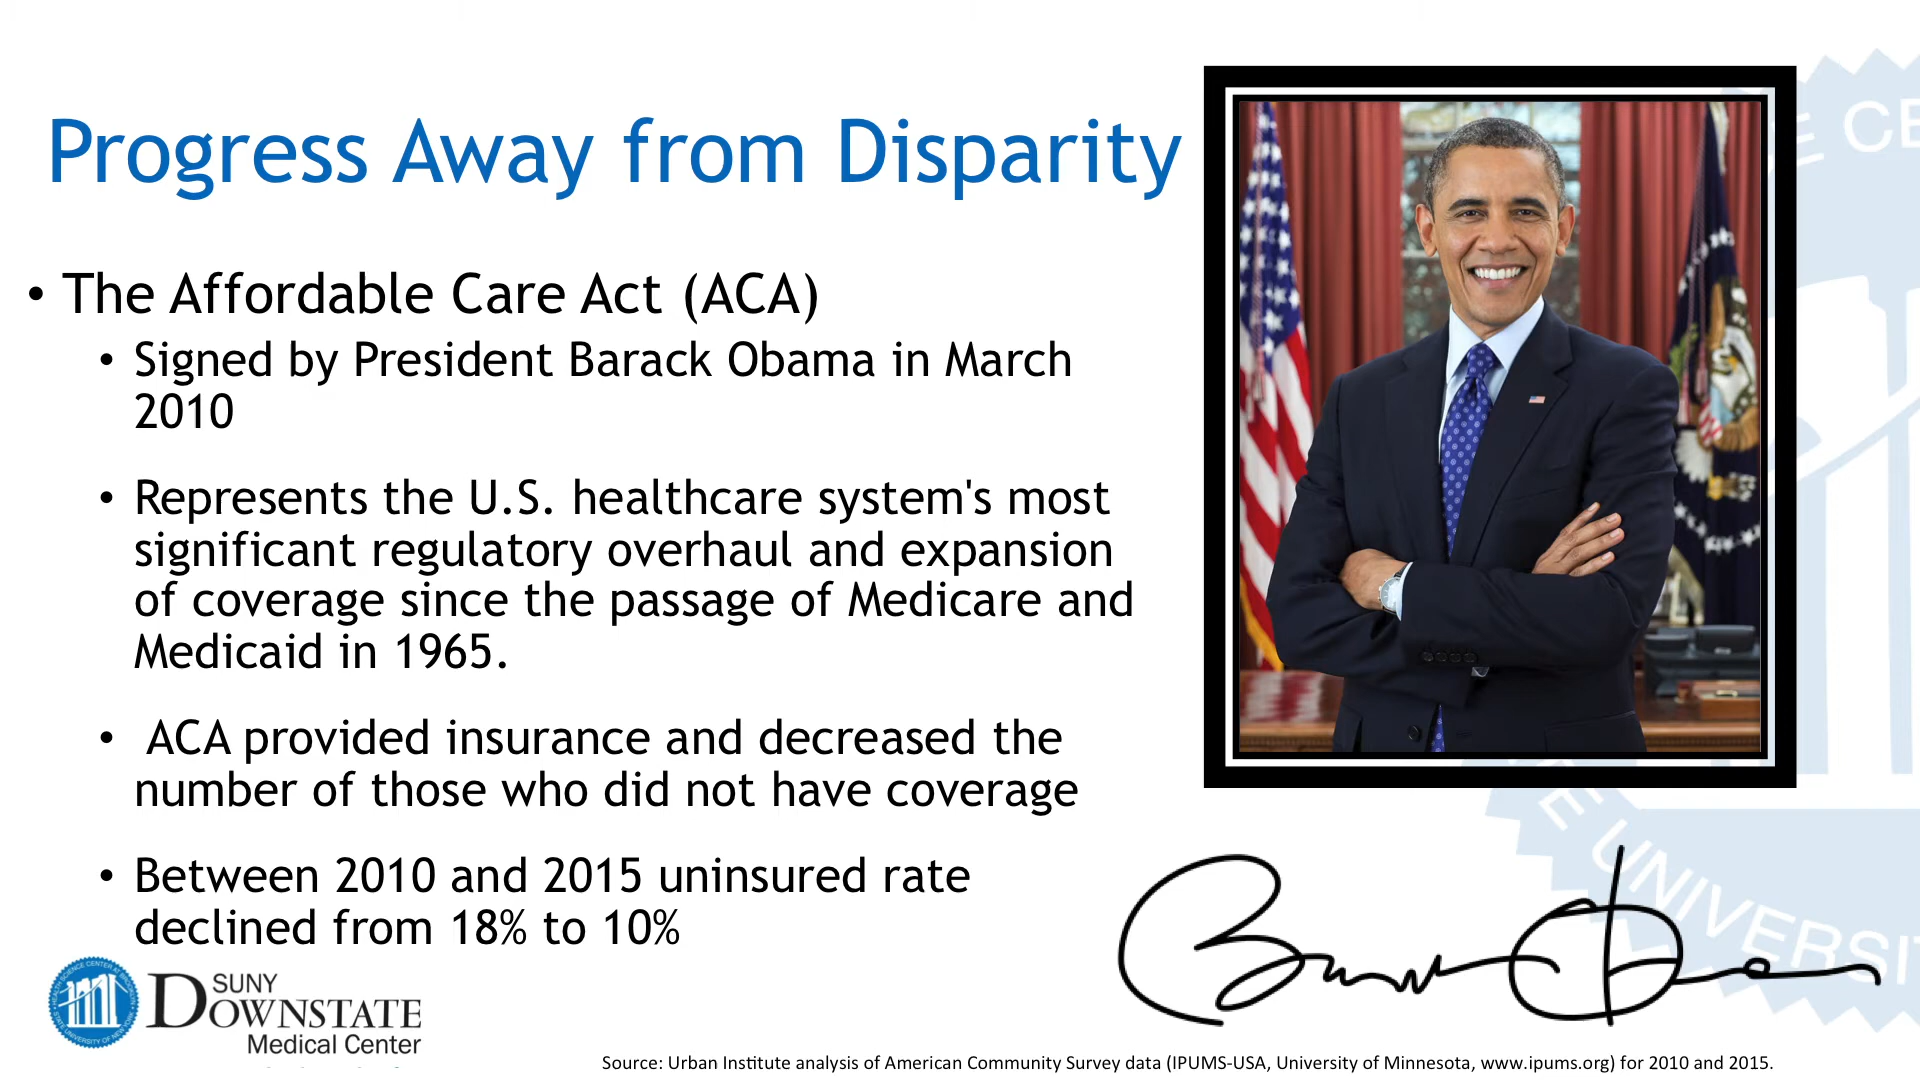 Progress Away from Disparity
• The Affordable Care Act (ACA)
• Signed by President Barack Obama in March
2010
• Represents the U.S. healthcare system's most
significant regulatory overhaul and expansion
of coverage since the passage of Medicare and
Medicaid in 1965.
• ACA provided insurance and decreased the
number of those who did not have coverage
• Between 2010 and 2015 uninsured rate
declined from 18% to 10%
SUNY
DOWNSTATE
Medical Center
Source: Urban Institute analysis of American Community Survey data (IPUMS-USA, University of Minnesota, www.ipums.org) for 2010 and 2015.